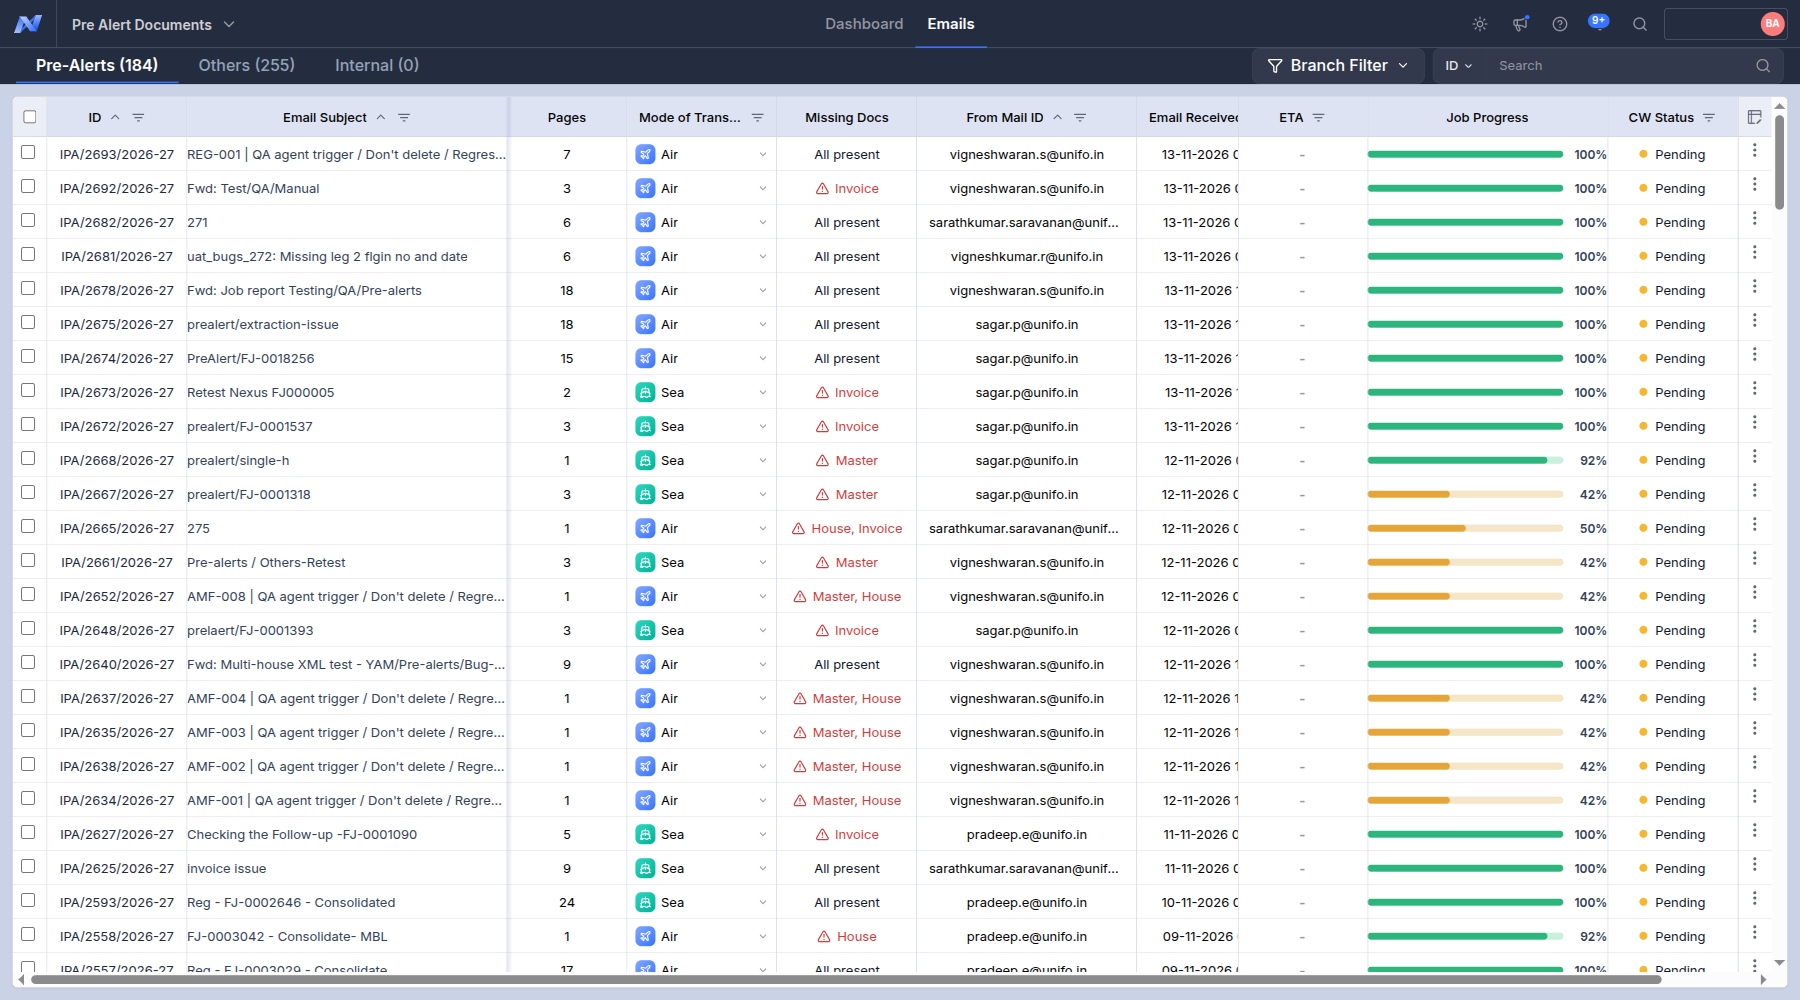 Pre Alert Documents
Dashboard
Emails
9+
BA
Pre-Alerts (184)
Others (255)
Internal (0)
Branch Filter
ID
Search
ID Email Subject Pages Mode of Trans... Missing Docs From Mail ID Email Received ETA Job Progress CW Status
IPA/2693/2026-27 REG-001 | QA agent trigger / Don't delete / Regres... 7 Air All present vigneshwaran.s@unifo.in 13-11-2026 - 100% Pending
IPA/2692/2026-27 Fwd: Test/QA/Manual 3 Air Invoice vigneshwaran.s@unifo.in 13-11-2026 - 100% Pending
IPA/2682/2026-27 271 6 Air All present sarathkumar.saravanan@unif... 13-11-2026 - 100% Pending
IPA/2681/2026-27 uat_bugs_272: Missing leg 2 flgin no and date 6 Air All present vigneshkumar.r@unifo.in 13-11-2026 - 100% Pending
IPA/2678/2026-27 Fwd: Job report Testing/QA/Pre-alerts 18 Air All present vigneshwaran.s@unifo.in 13-11-2026 - 100% Pending
IPA/2675/2026-27 prealert/extraction-issue 18 Air All present sagar.p@unifo.in 13-11-2026 - 100% Pending
IPA/2674/2026-27 PreAlert/FJ-0018256 15 Air All present sagar.p@unifo.in 13-11-2026 - 100% Pending
IPA/2673/2026-27 Retest Nexus FJ000005 2 Sea Invoice sagar.p@unifo.in 13-11-2026 - 100% Pending
IPA/2672/2026-27 prealert/FJ-0001537 3 Sea Invoice sagar.p@unifo.in 13-11-2026 - 100% Pending
IPA/2668/2026-27 prealert/single-h 1 Sea Master sagar.p@unifo.in 12-11-2026 - 92% Pending
IPA/2667/2026-27 prealert/FJ-0001318 3 Sea Master sagar.p@unifo.in 12-11-2026 - 42% Pending
IPA/2665/2026-27 275 1 Air House, Invoice sarathkumar.saravanan@unif... 12-11-2026 - 50% Pending
IPA/2661/2026-27 Pre-alerts / Others-Retest 3 Sea Master vigneshwaran.s@unifo.in 12-11-2026 - 42% Pending
IPA/2652/2026-27 AMF-008 | QA agent trigger / Don't delete / Regre... 1 Air Master, House vigneshwaran.s@unifo.in 12-11-2026 - 42% Pending
IPA/2648/2026-27 prelaert/FJ-0001393 3 Sea Invoice sagar.p@unifo.in 12-11-2026 - 100% Pending
IPA/2640/2026-27 Fwd: Multi-house XML test - YAM/Pre-alerts/Bug-... 9 Air All present vigneshwaran.s@unifo.in 12-11-2026 - 100% Pending
IPA/2637/2026-27 AMF-004 | QA agent trigger / Don't delete / Regre... 1 Air Master, House vigneshwaran.s@unifo.in 12-11-2026 - 42% Pending
IPA/2635/2026-27 AMF-003 | QA agent trigger / Don't delete / Regre... 1 Air Master, House vigneshwaran.s@unifo.in 12-11-2026 - 42% Pending
IPA/2638/2026-27 AMF-002 | QA agent trigger / Don't delete / Regre... 1 Air Master, House vigneshwaran.s@unifo.in 12-11-2026 - 42% Pending
IPA/2634/2026-27 AMF-001 | QA agent trigger / Don't delete / Regre... 1 Air Master, House vigneshwaran.s@unifo.in 12-11-2026 - 42% Pending
IPA/2627/2026-27 Checking the Follow-up -FJ-0001090 5 Sea Invoice pradeep.e@unifo.in 11-11-2026 - 100% Pending
IPA/2625/2026-27 invoice issue 9 Sea All present sarathkumar.saravanan@unif... 11-11-2026 - 100% Pending
IPA/2593/2026-27 Reg - FJ-0002646 - Consolidated 24 Sea All present pradeep.e@unifo.in 10-11-2026 - 100% Pending
IPA/2558/2026-27 FJ-0003042 - Consolidate- MBL 1 Air House pradeep.e@unifo.in 09-11-2026 - 92% Pending
IPA/2557/2026-27 Reg - FJ-0003029 - Consolidate 17 Air All present pradeep.e@unifo.in 09-11-2026 - 100% Pending